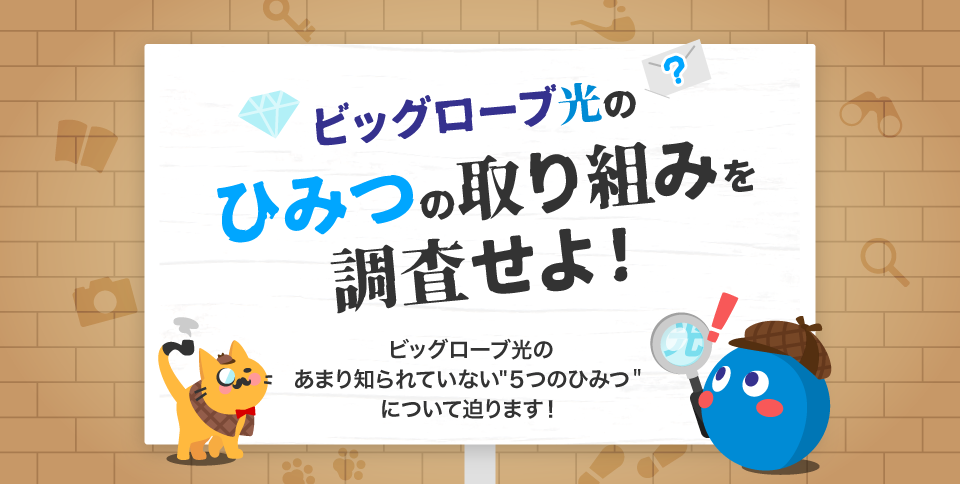 ビッグローブ光の
ひみつの取り組みを
調査せよ!
ビッグローブ光の
あまり知られていない"5つのひみつ"
について迫ります!
?
光
!